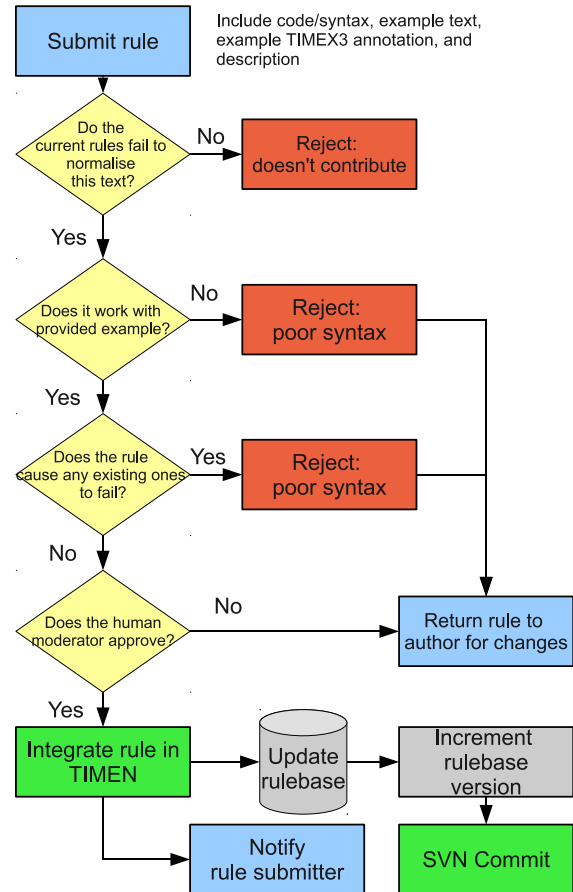 Submit rule
Include code/syntax, example text,
example TIMEX3 annotation, and
description
Do the
current rules fail to
normalise
this text?
No
Reject:
doesn't contribute
Yes
Does it work with
provided example?
No
Reject:
poor syntax
Yes
Does the rule
cause any existing ones
to fail?
Yes
Reject:
poor syntax
No
Does the human
moderator approve?
No
Return rule to
author for changes
Yes
Integrate rule in
TIMEN
Update
rulebase
Increment
rulebase
version
Notify
rule submitter
SVN Commit